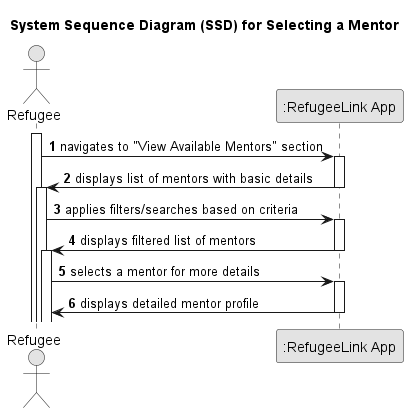 System Sequence Diagram (SSD) for Selecting a Mentor
Refugee
:RefugeeLink App
1 navigates to "View Available Mentors" section
2 displays list of mentors with basic details
3 applies filters/searches based on criteria
4 displays filtered list of mentors
5 selects a mentor for more details
6 displays detailed mentor profile
Refugee
:RefugeeLink App